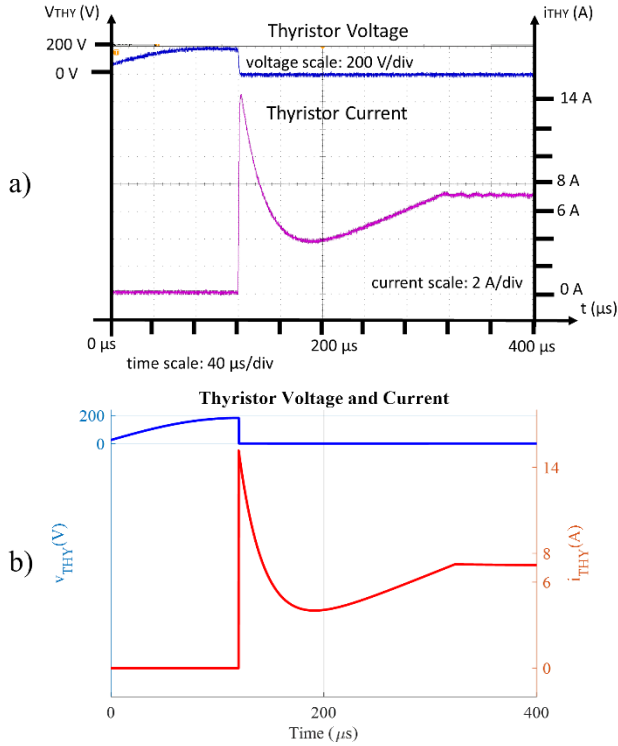 VTHY (V)
iTHY (A)
Thyristor Voltage
200 V
voltage scale: 200 V/div
0 V
14 A
Thyristor Current
a)
8 A
6 A
current scale: 2 A/div
0 A
t (μs)
0 μs
200 μs
400 μs
time scale: 40 μs/div
Thyristor Voltage and Current
200
0
14
b)
vTHY(V)
8
6
iTHY(A)
0
0
200
400
Time (μs)